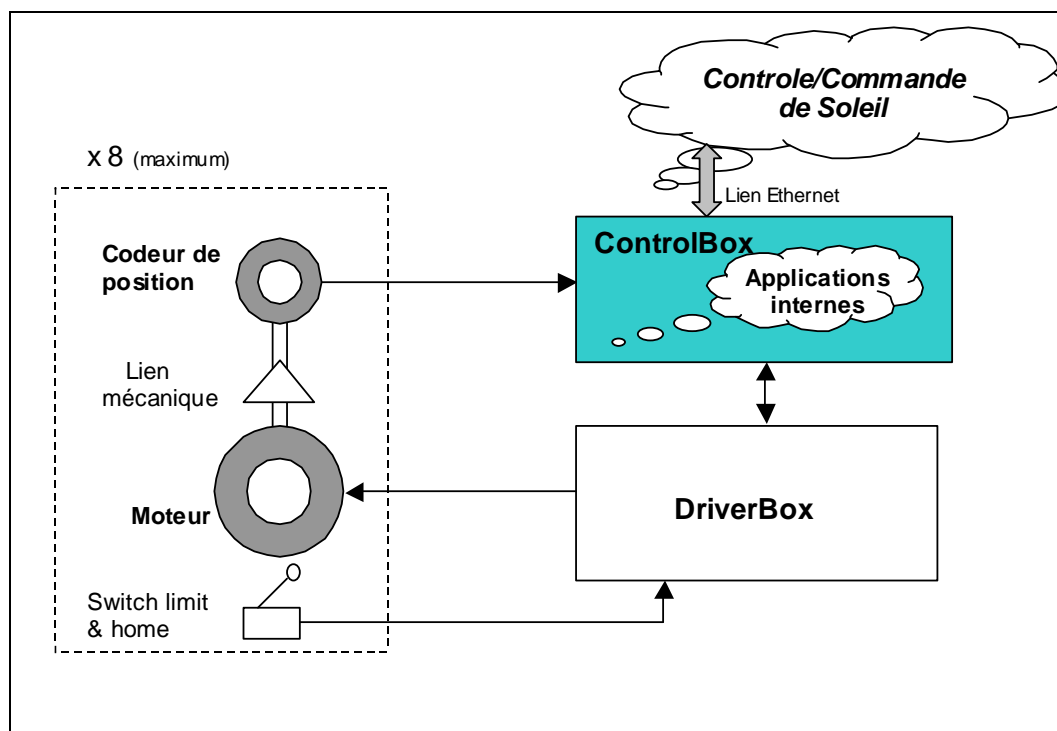 Controle/Commande
de Soleil
x 8 (maximum)
Lien Ethernet
Codeur de
position
ControlBox
Applications
internes
Lien
mécanique
Moteur
DriverBox
Switch limit
& home